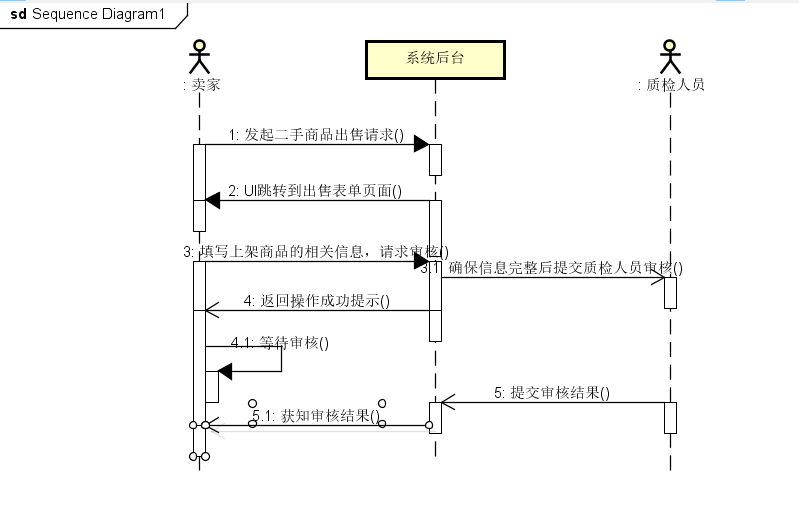 sd Sequence Diagram1
系统后台
: 卖家
: 质检人员
1: 发起二手商品出售请求()
2: UI跳转到出售表单页面()
3: 填写上架商品的相关信息，请求审核()
3.1: 确保信息完整后提交质检人员审核()
4: 返回操作成功提示()
4.1: 等待审核()
5: 提交审核结果()
5.1: 获知审核结果()